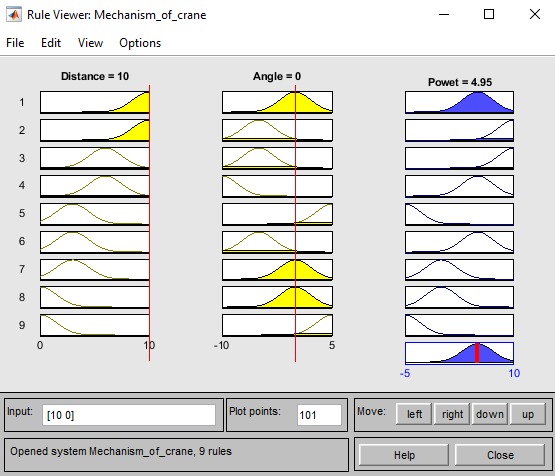 Rule Viewer: Mechanism_of_crane
File Edit View Options
Distance = 10 Angle = 0 Powet = 4.95
1
2
3
4
5
6
7
8
9
0 10 -10 5
-5 10
Input: [10 0] Plot points: 101 Move: left right down up
Opened system Mechanism_of_crane, 9 rules Help Close